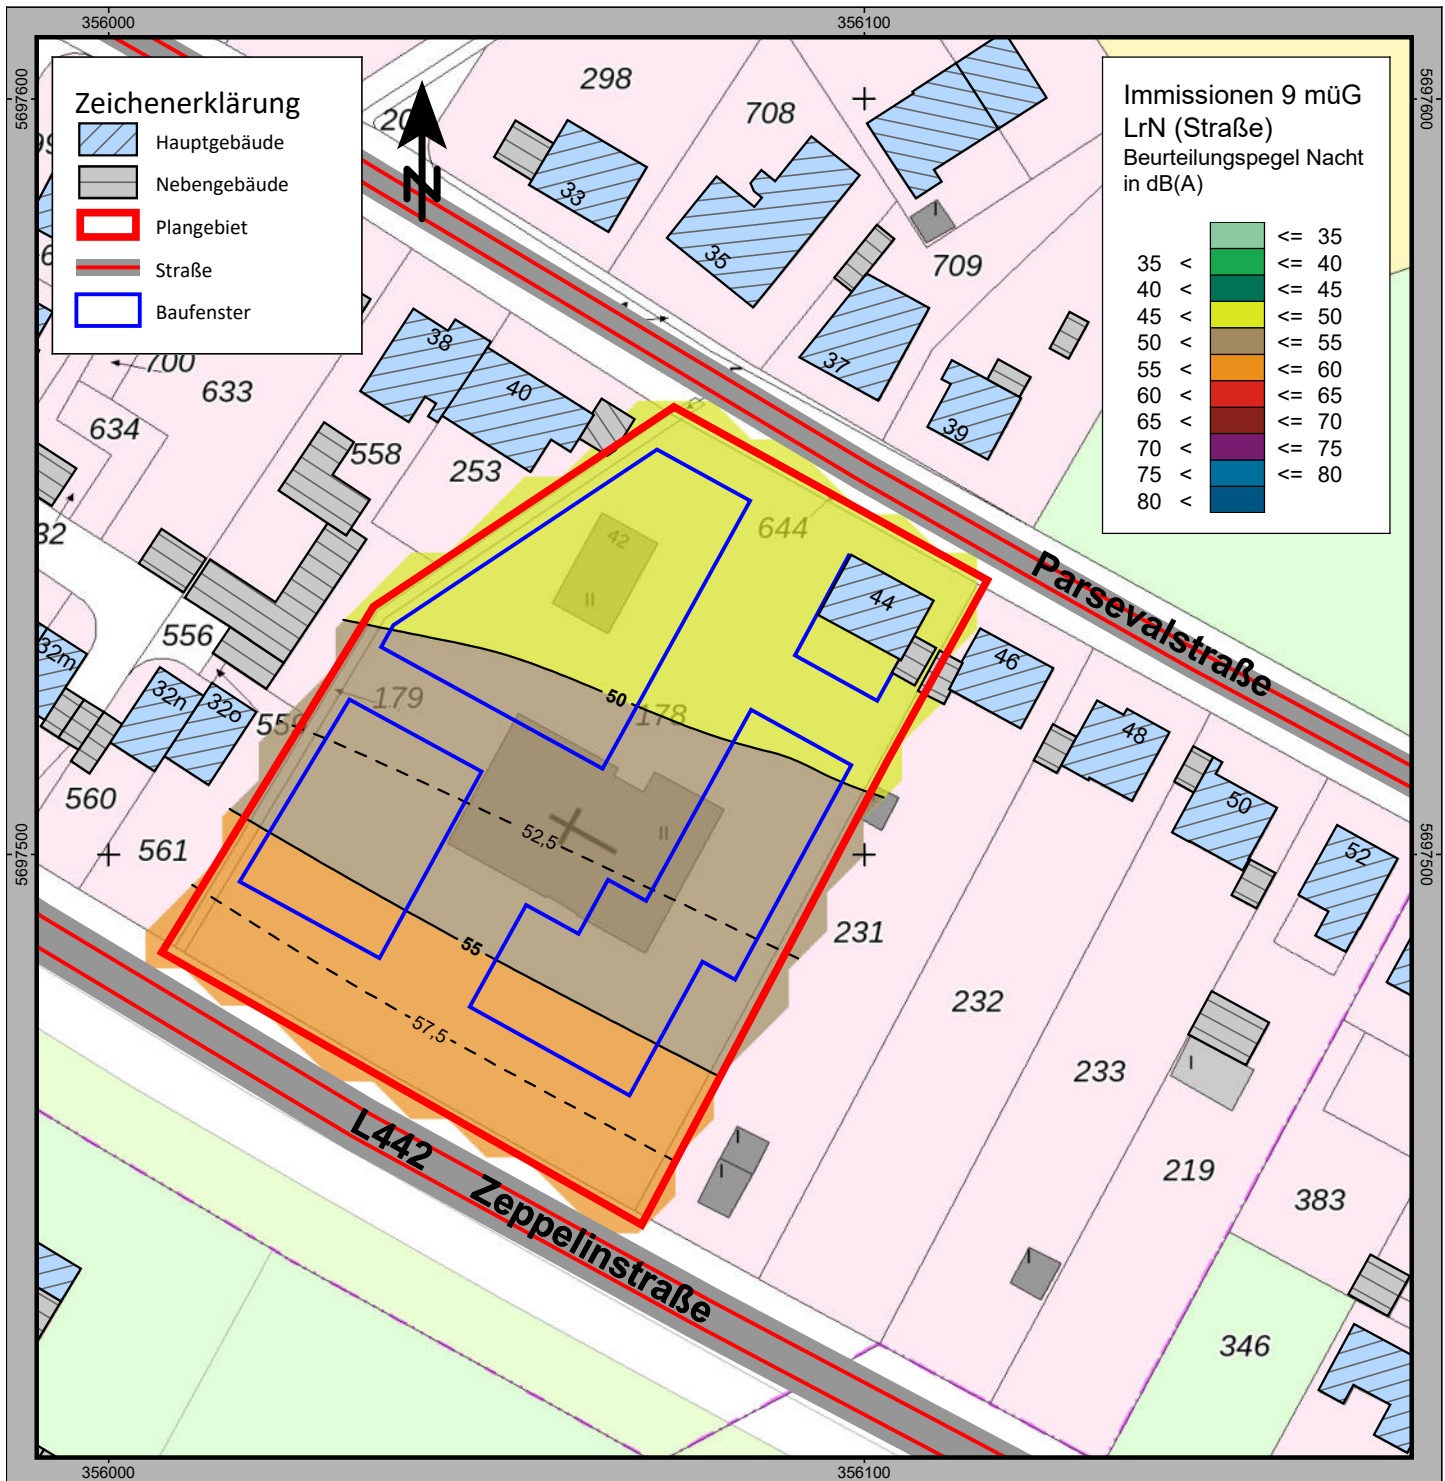 356000
356100
5697600
5697600
Zeichenerklärung
Hauptgebäude
Nebengebäude
Plangebiet
Straße
Baufenster
Immissionen 9 müG
LrN (Straße)
Beurteilungspegel Nacht
in dB(A)
<= 35
35 < <= 40
40 < <= 45
45 < <= 50
50 < <= 55
55 < <= 60
60 < <= 65
65 < <= 70
70 < <= 75
75 < <= 80
80 <
N
298
708
33
35
709
37
38
40
39
700
633
634
558
253
32
644
42
II
44
Parsevalstraße
556
46
32m
32n
32o
559
179
50
178
48
560
50
561
52,5
II
52
5697500
5697500
231
55
232
57,5
233
L442
Zeppelinstraße
219
383
346
356000
356100